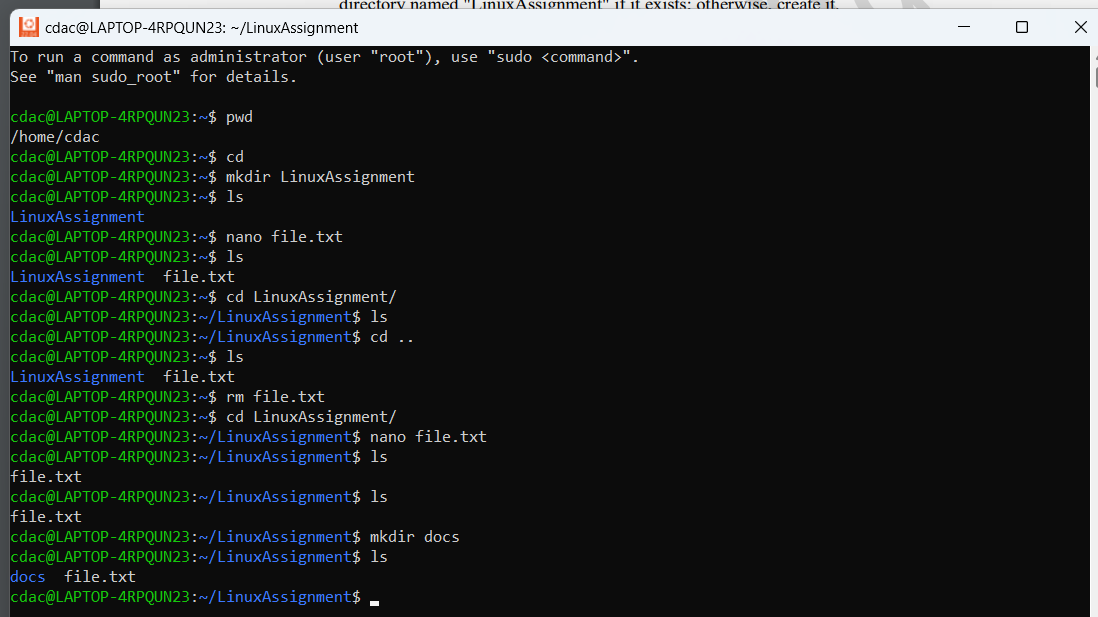 directory named "LinuxAssignment" if it exists; otherwise, create it.
cdac@LAPTOP-4RPQUN23: ~/LinuxAssignment
To run a command as administrator (user "root"), use "sudo <command>".
See "man sudo_root" for details.
cdac@LAPTOP-4RPQUN23:~$ pwd
/home/cdac
cdac@LAPTOP-4RPQUN23:~$ cd
cdac@LAPTOP-4RPQUN23:~$ mkdir LinuxAssignment
cdac@LAPTOP-4RPQUN23:~$ ls
LinuxAssignment
cdac@LAPTOP-4RPQUN23:~$ nano file.txt
cdac@LAPTOP-4RPQUN23:~$ ls
LinuxAssignment  file.txt
cdac@LAPTOP-4RPQUN23:~$ cd LinuxAssignment/
cdac@LAPTOP-4RPQUN23:~/LinuxAssignment$ ls
cdac@LAPTOP-4RPQUN23:~/LinuxAssignment$ cd ..
cdac@LAPTOP-4RPQUN23:~$ ls
LinuxAssignment  file.txt
cdac@LAPTOP-4RPQUN23:~$ rm file.txt
cdac@LAPTOP-4RPQUN23:~$ cd LinuxAssignment/
cdac@LAPTOP-4RPQUN23:~/LinuxAssignment$ nano file.txt
cdac@LAPTOP-4RPQUN23:~/LinuxAssignment$ ls
file.txt
cdac@LAPTOP-4RPQUN23:~/LinuxAssignment$ ls
file.txt
cdac@LAPTOP-4RPQUN23:~/LinuxAssignment$ mkdir docs
cdac@LAPTOP-4RPQUN23:~/LinuxAssignment$ ls
docs  file.txt
cdac@LAPTOP-4RPQUN23:~/LinuxAssignment$